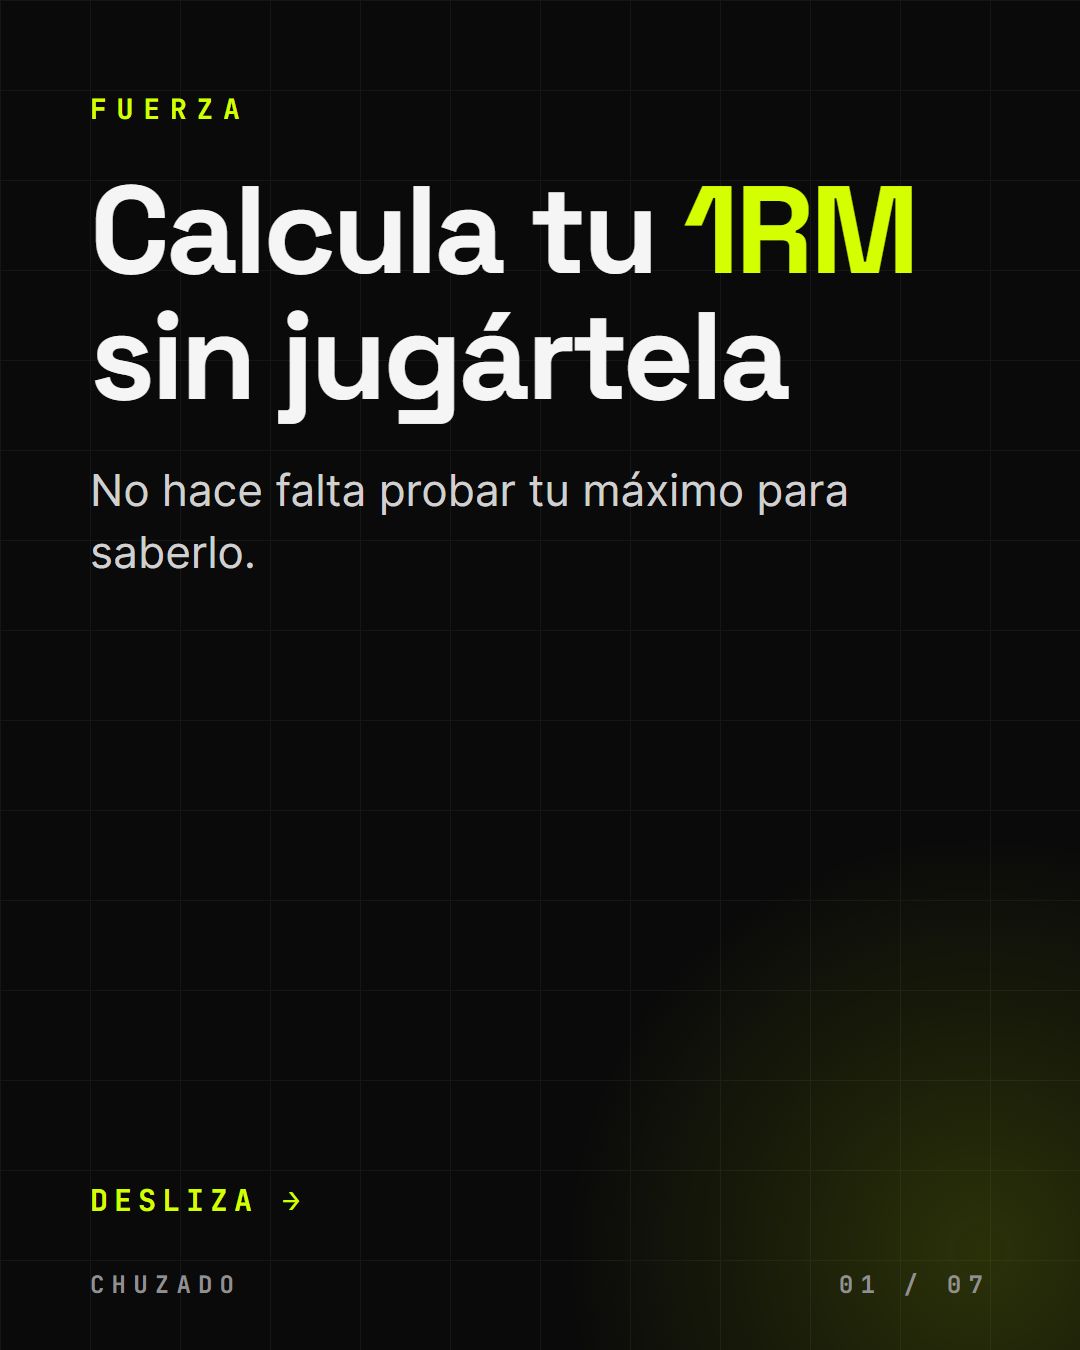 FUERZA
Calcula tu 1RM
sin jugártela
No hace falta probar tu máximo para
saberlo.
DESLIZA →
CHUZADO
01 / 07